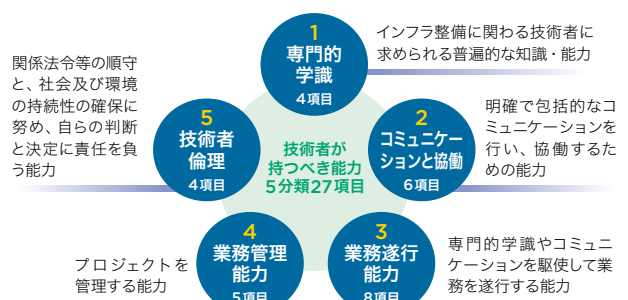 1
専門的
学識
4項目
インフラ整備に関わる技術者に
求められる普遍的な知識・能力
2
コミュニケー
ションと協働
6項目
明確で包括的なコ
ミュニケーションを
行い、協働するた
めの能力
3
業務遂行
能力
8項目
専門的学識やコミュニ
ケーションを駆使して業
務を遂行する能力
4
業務管理
能力
5項目
プロジェクトを
管理する能力
5
技術者
倫理
4項目
関係法令等の順守
と、社会及び環境
の持続性の確保に
努め、自らの判断
と決定に責任を負
う能力
技術者が
持つべき能力
5分類27項目